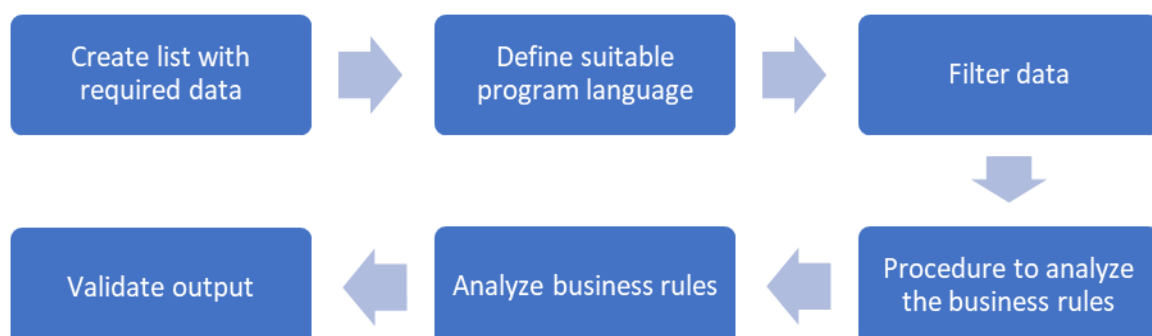 Create list with
required data
Define suitable
program language
Filter data
Procedure to analyze
the business rules
Analyze business rules
Validate output